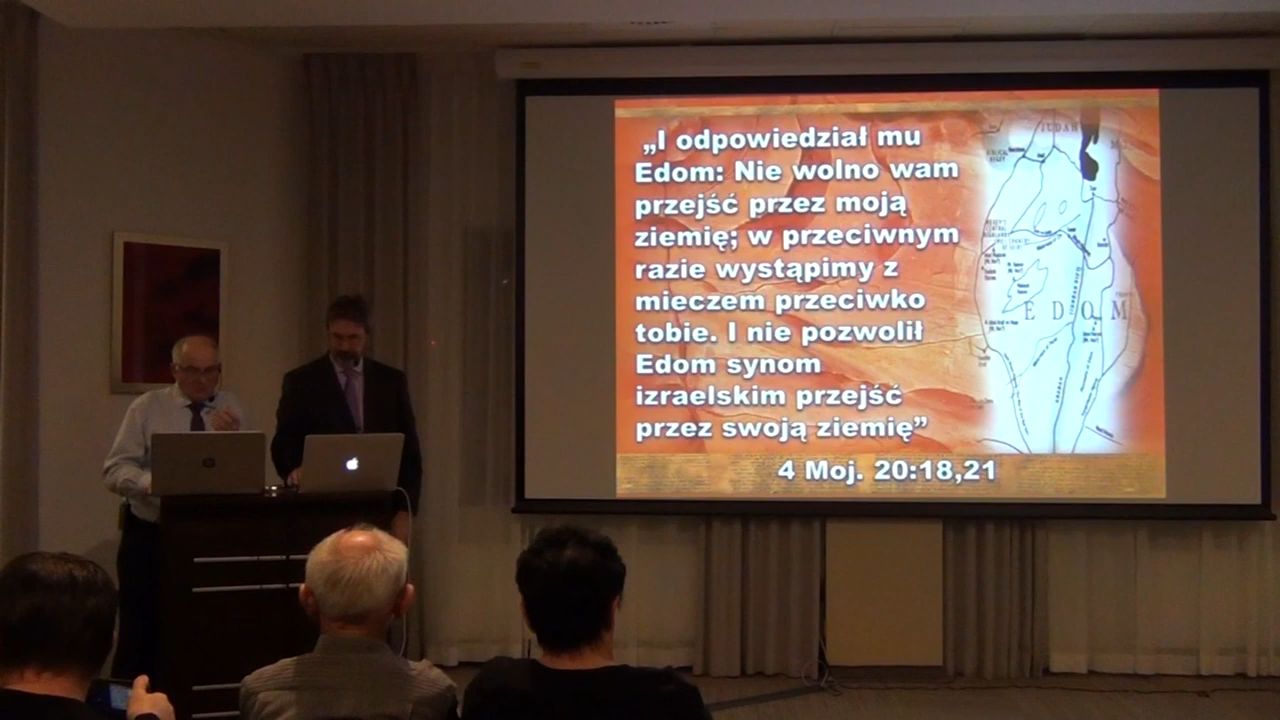 „I odpowiedział mu
Edom: Nie wolno wam
przejść przez moją
ziemię; w przeciwnym
razie wystąpimy z
mieczem przeciwko
tobie. I nie pozwolił
Edom synom
izraelskim przejść
przez swoją ziemię”
4 Moj. 20:18,21
JUDAH
EDOM